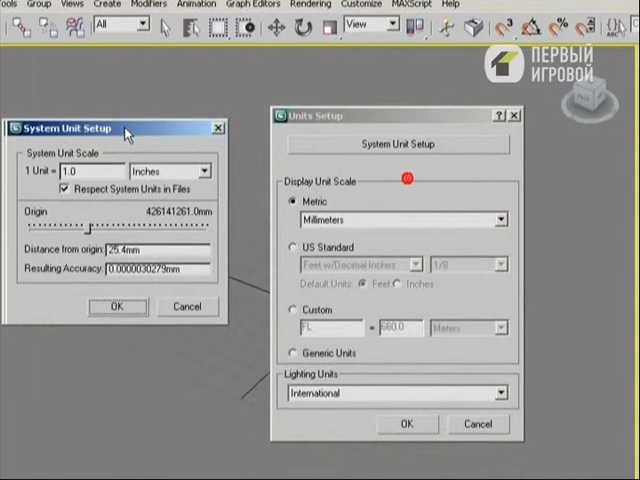 Tools Group Views Create Modifiers Animation Graph Editors Rendering Customize MAXScript Help
All
View
ПЕРВЫЙ
ИГРОВОЙ
System Unit Setup
System Unit Scale
1 Unit = 1.0 Inches
Respect System Units in Files
Origin 426141261.0mm
Distance from origin: 25.4mm
Resulting Accuracy: 0.0000030279mm
OK Cancel
Units Setup
System Unit Setup
Display Unit Scale
Metric
Millimeters
US Standard
Feet w/Decimal Inches 1/8
Default Units: Feet Inches
Custom
FL = 660.0 Meters
Generic Units
Lighting Units
International
OK Cancel